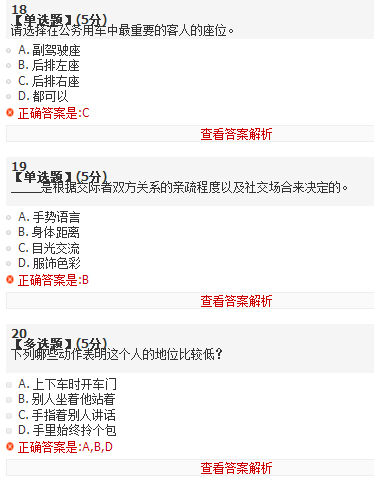 18
【单选题】(5分)
请选择在公务用车中最重要的客人的座位。
A. 副驾驶座
B. 后排左座
C. 后排右座
D. 都可以
正确答案是:C
查看答案解析
19
【单选题】(5分)
_____是根据交际者双方关系的亲疏程度以及社交场合来决定的。
A. 手势语言
B. 身体距离
C. 目光交流
D. 服饰色彩
正确答案是:B
查看答案解析
20
【多选题】(5分)
下列哪些动作表明这个人的地位比较低?
A. 上下车时开车门
B. 别人坐着他站着
C. 手指着别人讲话
D. 手里始终拎个包
正确答案是:A,B,D
查看答案解析